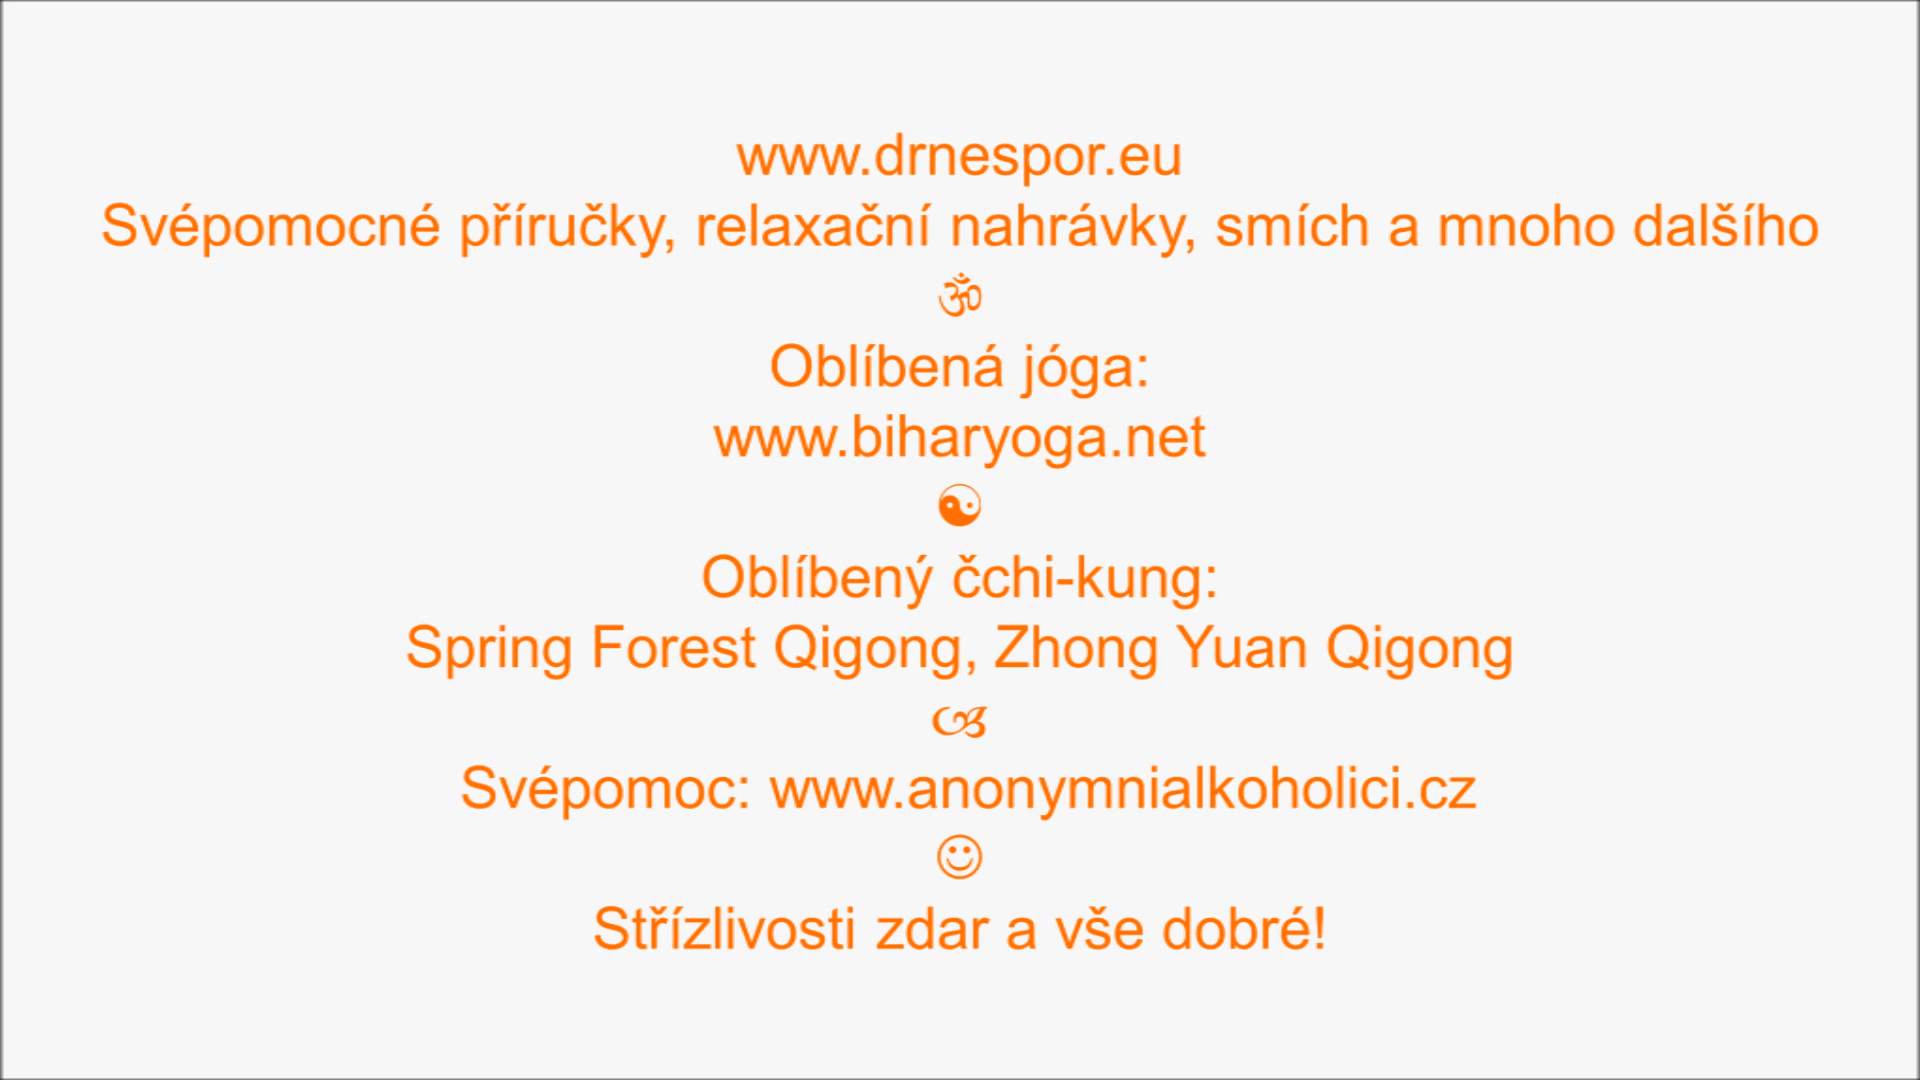 www.drnespor.eu
Svépomocné příručky, relaxační nahrávky, smích a mnoho dalšího
ॐ
Oblíbená jóga:
www.biharyoga.net
☯
Oblíbený čchi-kung:
Spring Forest Qigong, Zhong Yuan Qigong
🙢
Svépomoc: www.anonymnialkoholici.cz
☺
Střízlivosti zdar a vše dobré!